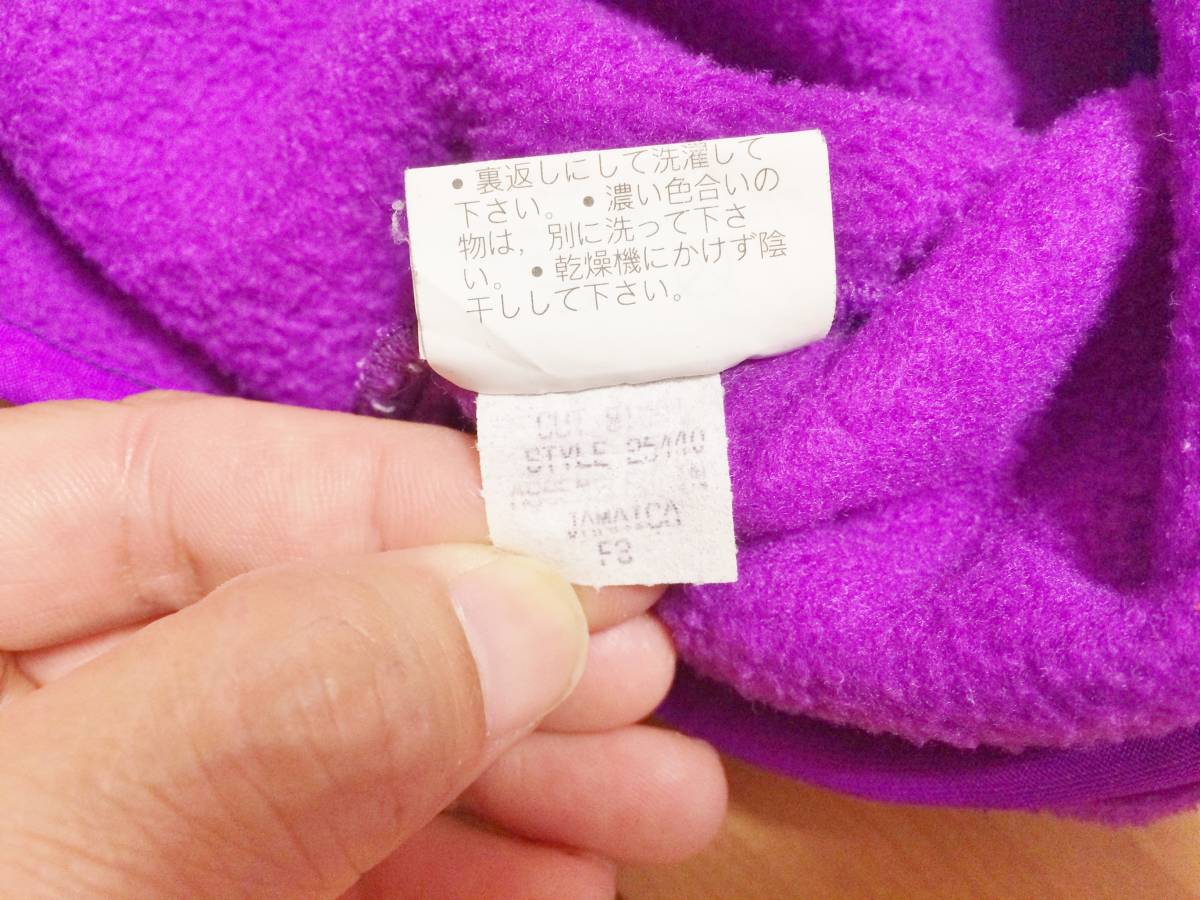 • 裏返しにして洗濯して
下さい。 • 濃い色合いの
物は, 別に洗って下さ
い。 • 乾燥機にかけず陰
干しして下さい。
CUT
STYLE 25440
JAMAICA
F3